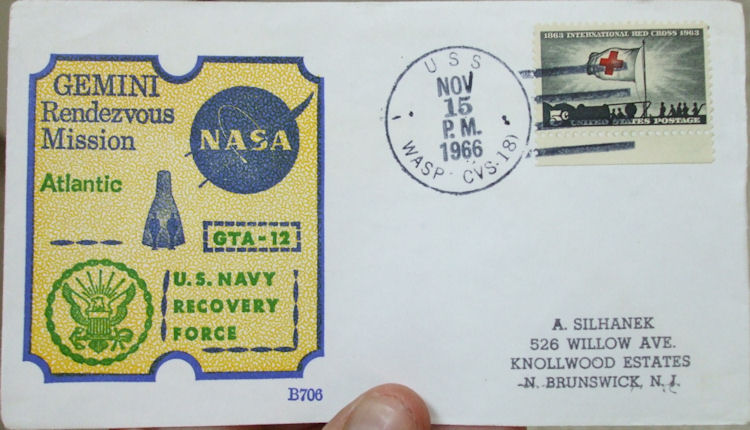 GEMINI
Rendezvous
Mission
NASA
Atlantic
GTA-12
U.S. NAVY
RECOVERY
FORCE
B706
USS
NOV
15
P.M.
1966
WASP - CVS-18)
1863 INTERNATIONAL RED CROSS 1963
5c
UNITED STATES POSTAGE
A. SILHANEK
526 WILLOW AVE.
KNOLLWOOD ESTATES
N. BRUNSWICK, N. J.